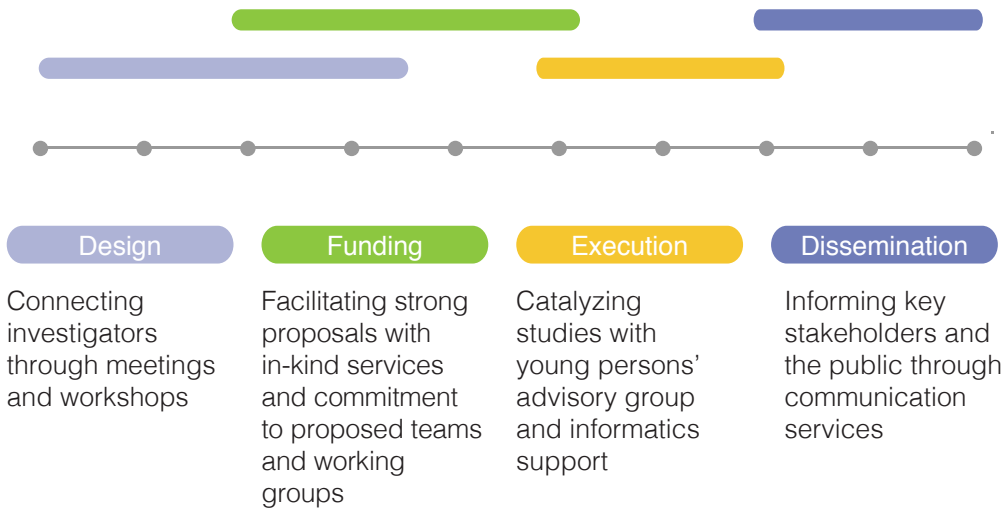 Design
Funding
Execution
Dissemination
Connecting
investigators
through meetings
and workshops
Facilitating strong
proposals with
in-kind services
and commitment
to proposed teams
and working
groups
Catalyzing
studies with
young persons’
advisory group
and informatics
support
Informing key
stakeholders and
the public through
communication
services